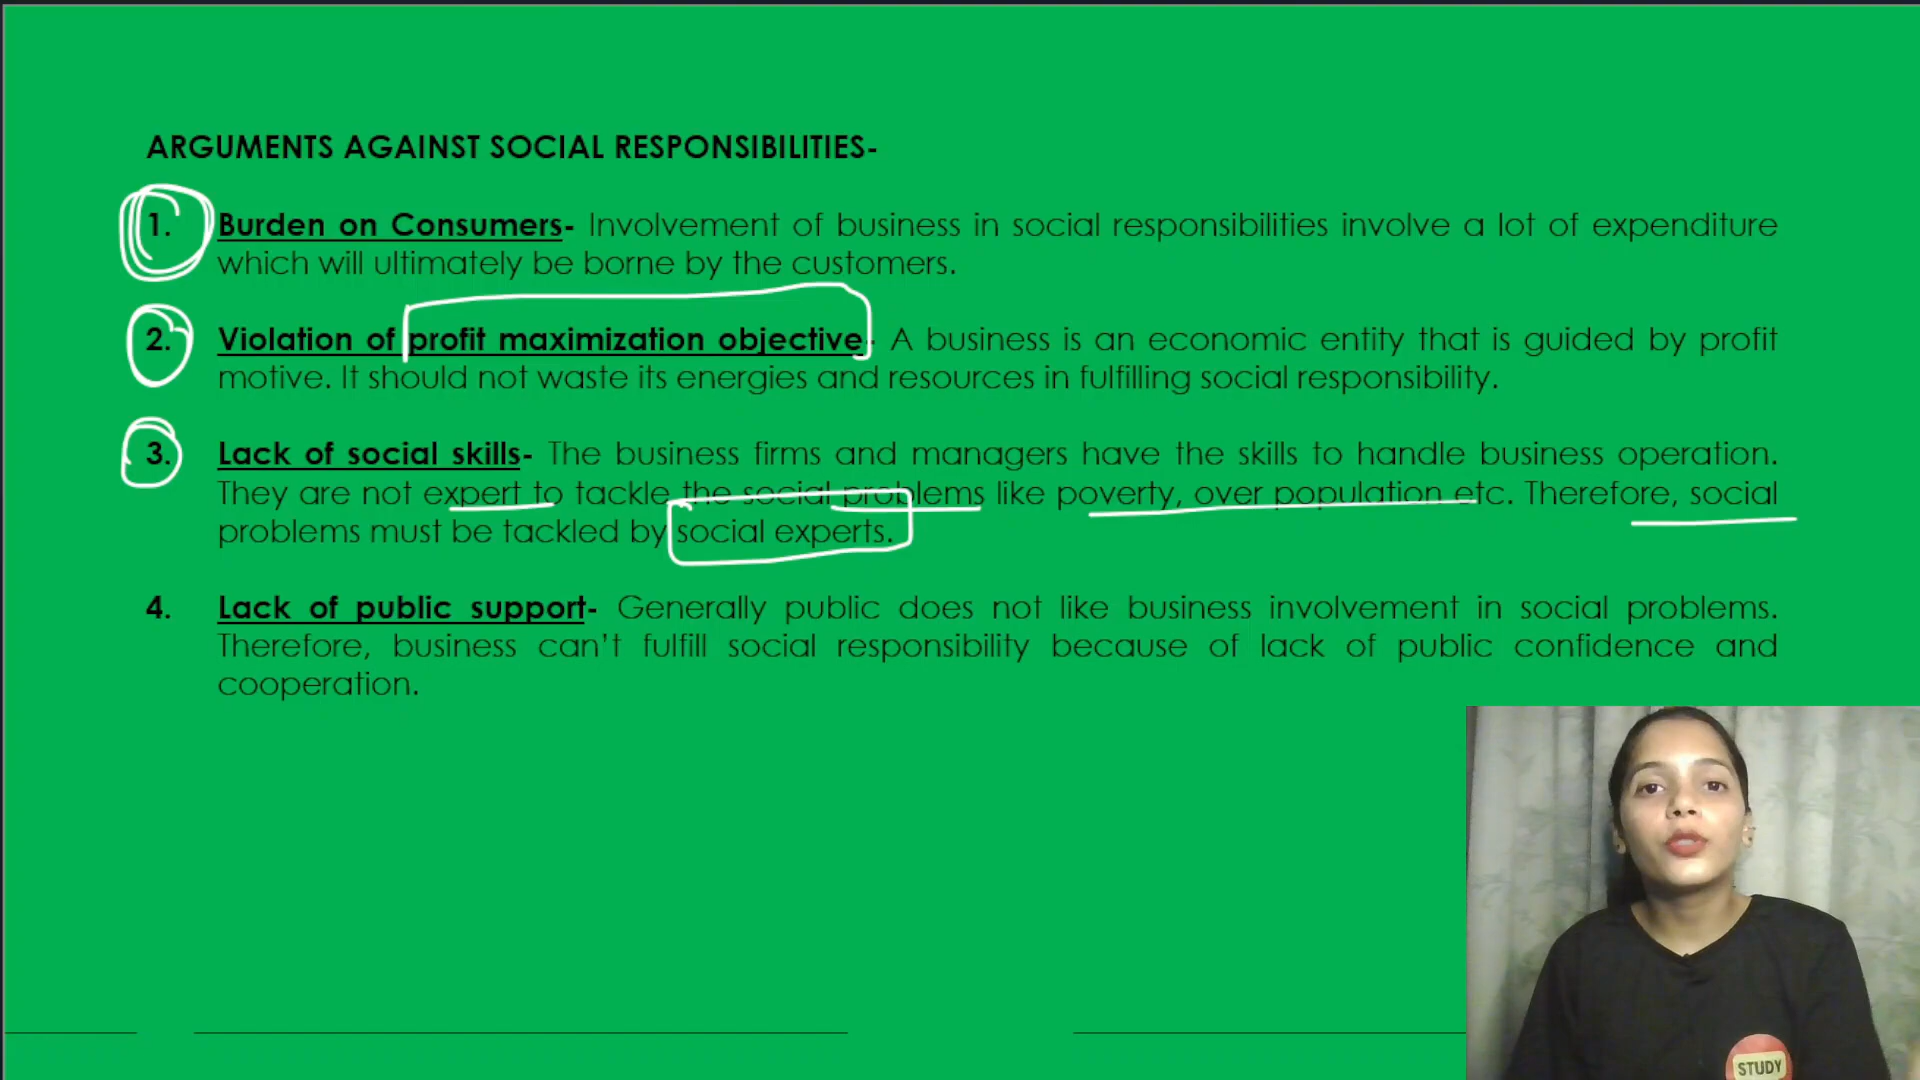 ARGUMENTS AGAINST SOCIAL RESPONSIBILITIES-
1. Burden on Consumers- Involvement of business in social responsibilities involve a lot of expenditure
which will ultimately be borne by the customers.
2. Violation of profit maximization objective- A business is an economic entity that is guided by profit
motive. It should not waste its energies and resources in fulfilling social responsibility.
3. Lack of social skills- The business firms and managers have the skills to handle business operation.
They are not expert to tackle the social problems like poverty, over population etc. Therefore, social
problems must be tackled by social experts.
4. Lack of public support- Generally public does not like business involvement in social problems.
Therefore, business can’t fulfill social responsibility because of lack of public confidence and
cooperation.
STUDY